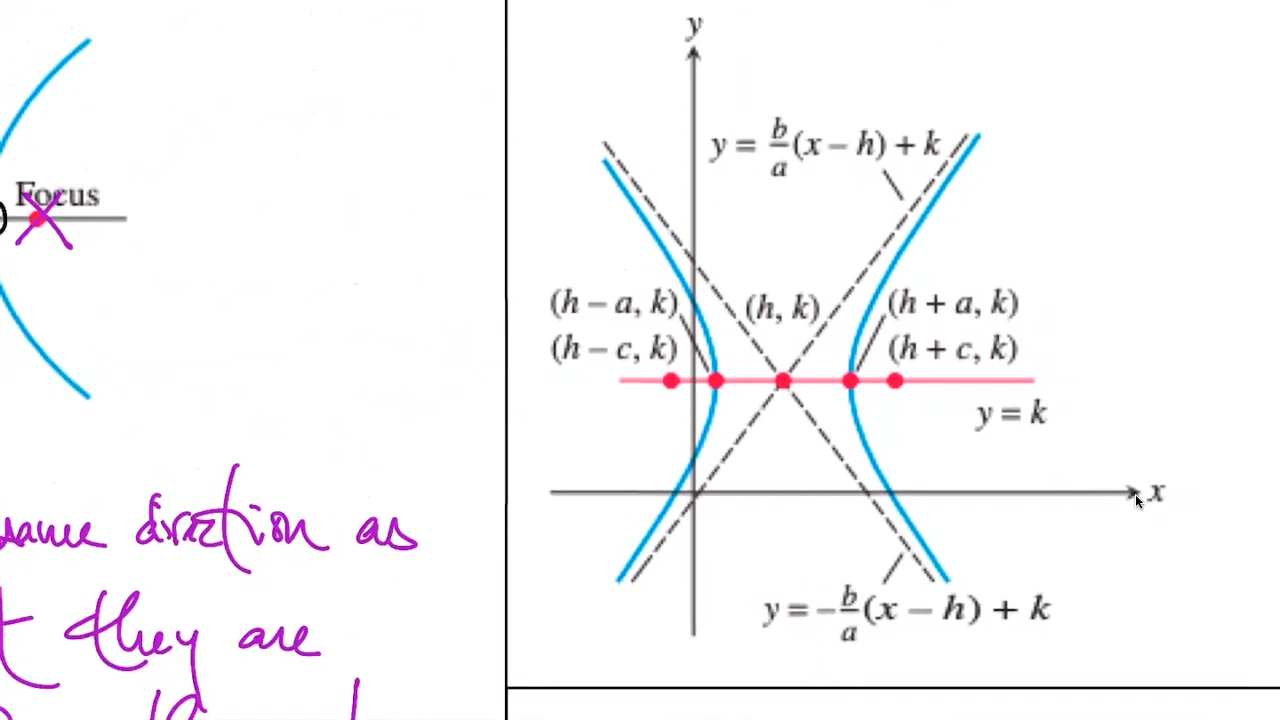 Focus
same direction as
they are
y
y = b/a (x – h) + k
(h – a, k)
(h, k)
(h + a, k)
(h – c, k)
(h + c, k)
y = k
x
y = – b/a (x – h) + k